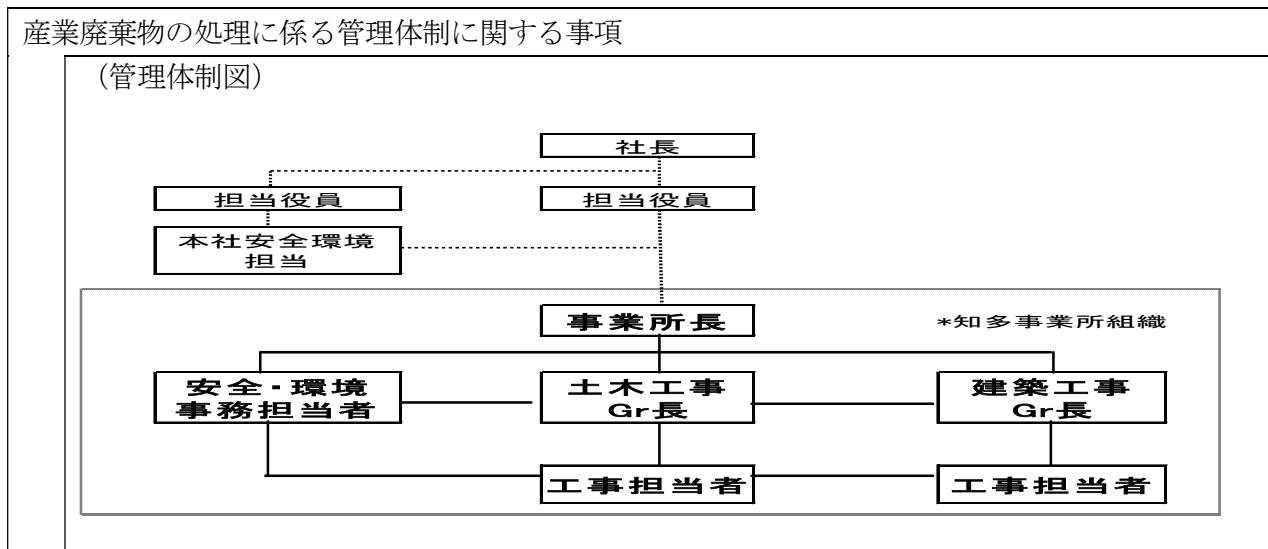 産業廃棄物の処理に係る管理体制に関する事項
（管理体制図）
社長
担当役員
担当役員
本社安全環境
担当
事業所長
*知多事業所組織
安全・環境
事務担当者
土木工事
Gr長
建築工事
Gr長
工事担当者
工事担当者